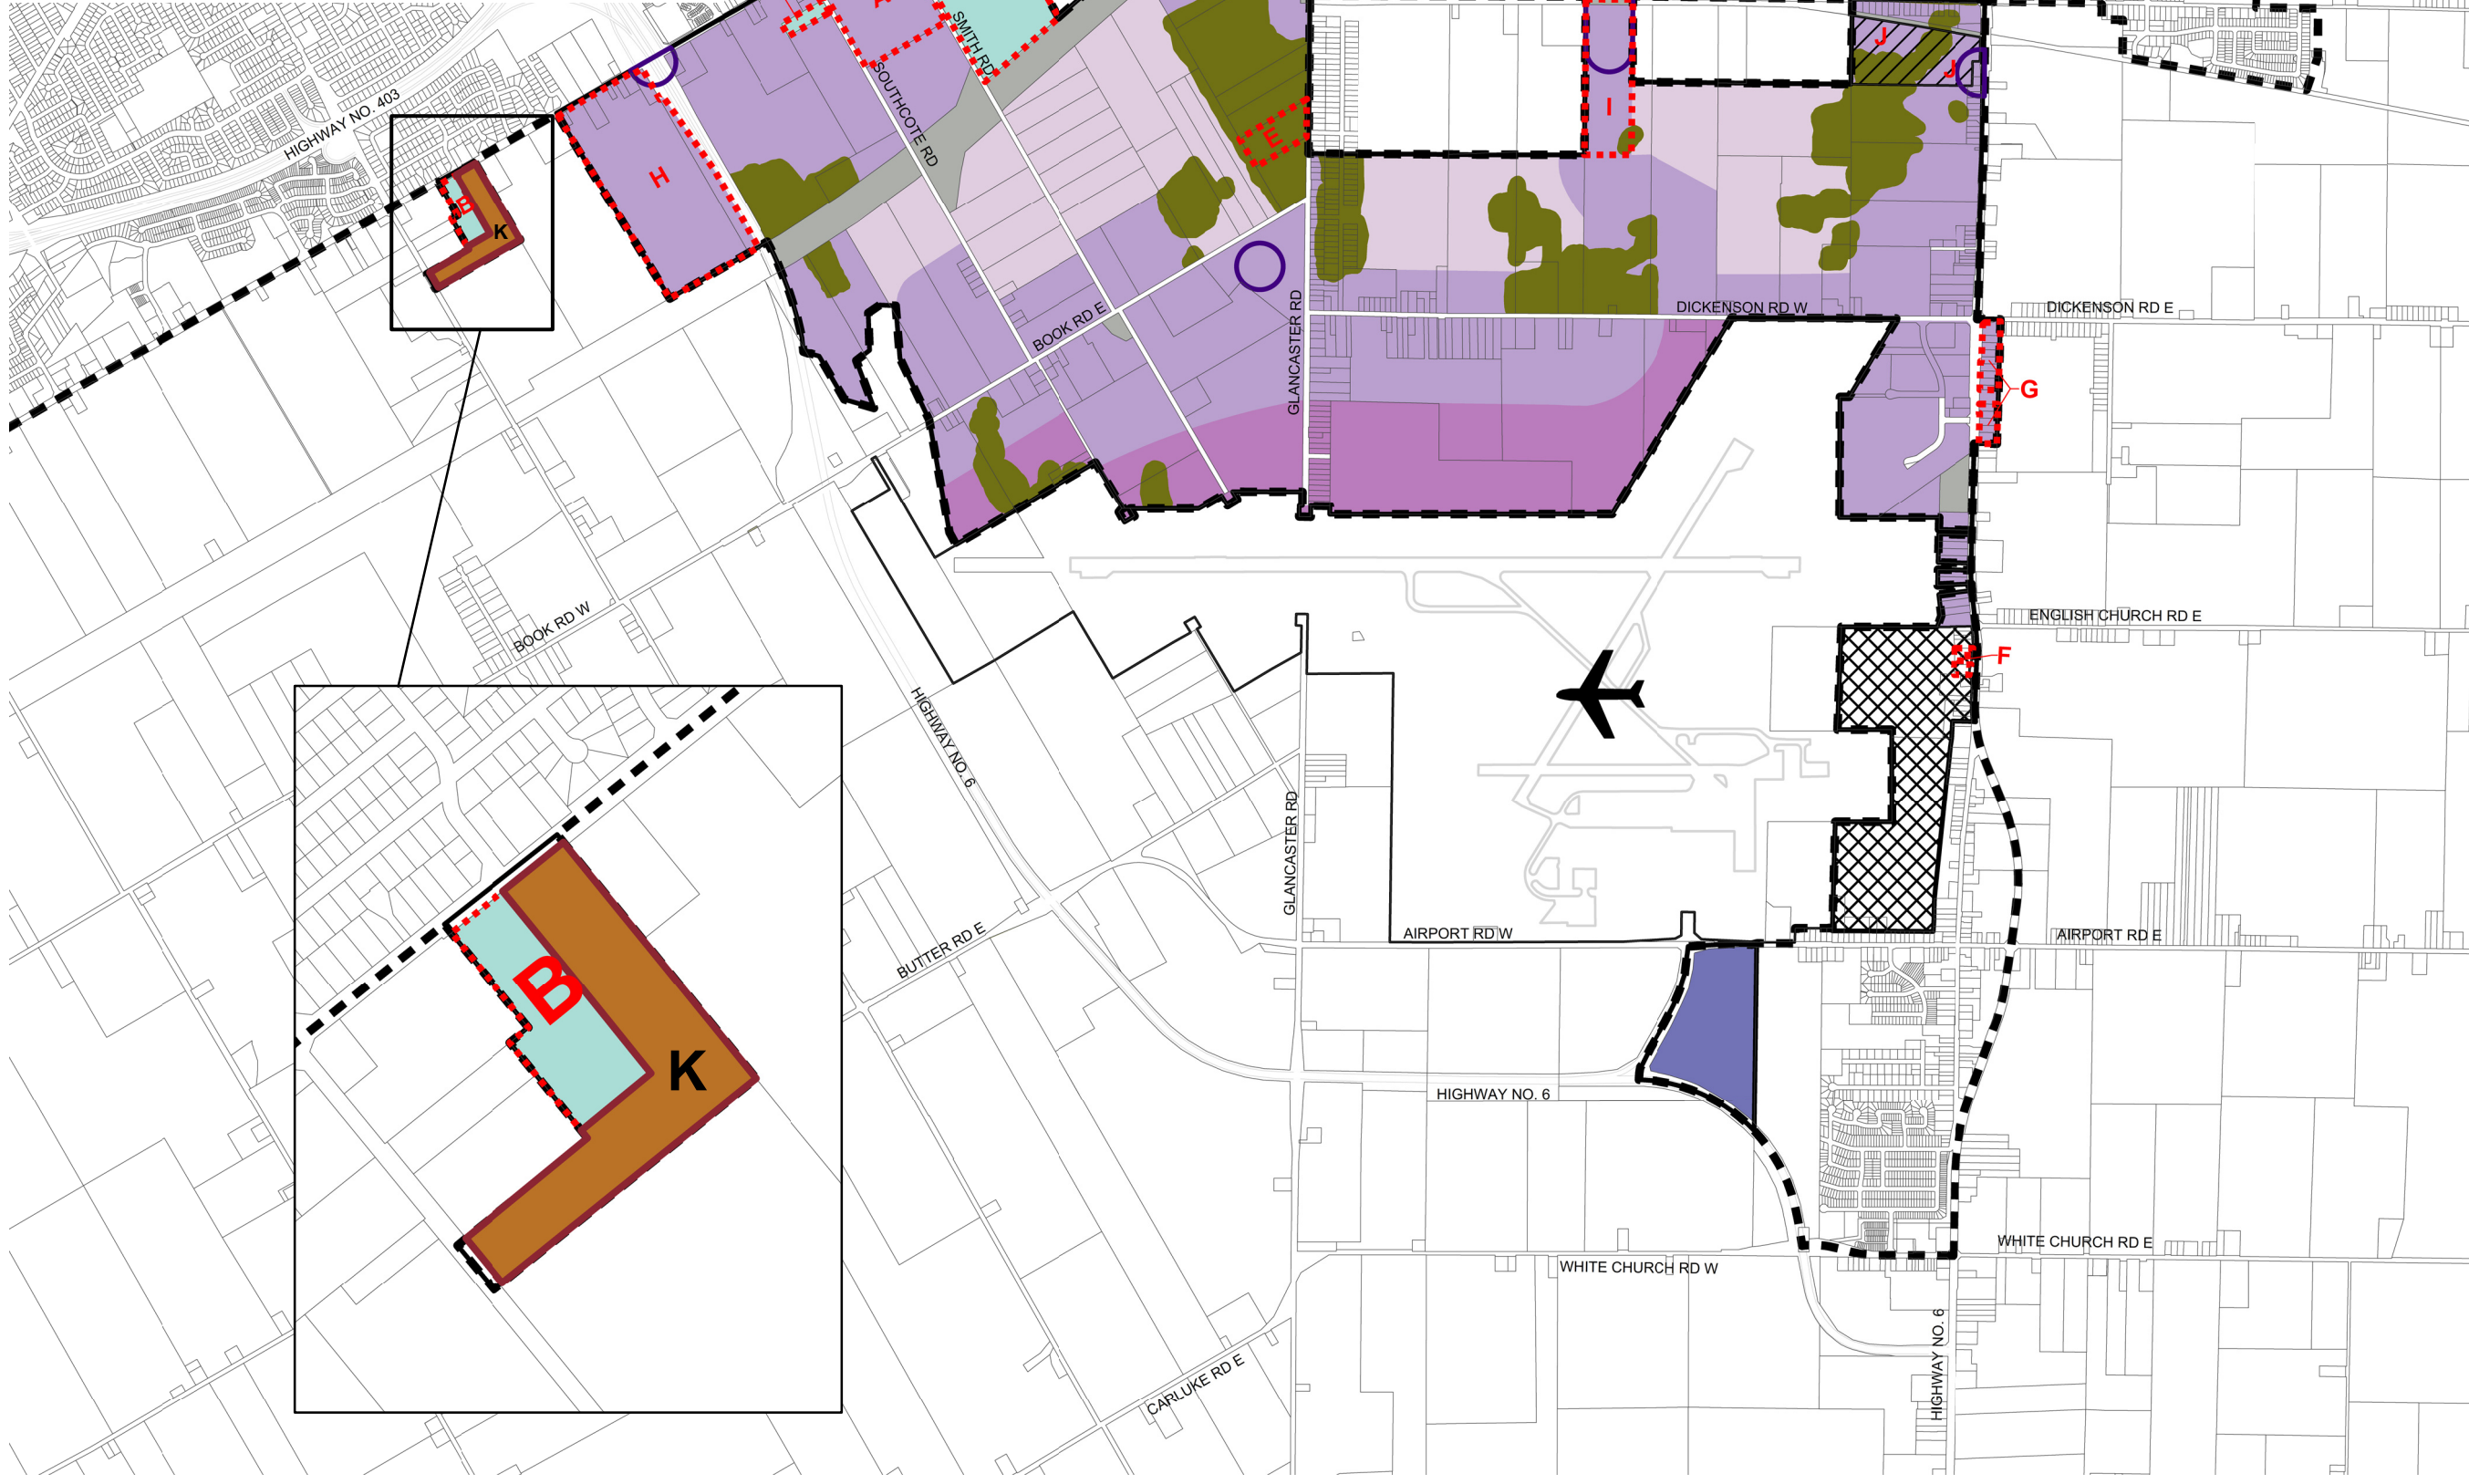 A
SMITH RD
J
J
HIGHWAY NO. 403
SOUTHCOTE RD
I
E
H
B
K
BOOK RD E
GLANCASTER RD
DICKENSON RD W
DICKENSON RD E
G
BOOK RD W
ENGLISH CHURCH RD E
F
HIGHWAY NO. 6
GLANCASTER RD
BUTTER RD E
AIRPORT RD W
AIRPORT RD E
B
K
HIGHWAY NO. 6
WHITE CHURCH RD W
WHITE CHURCH RD E
HIGHWAY NO. 6
CARLUKE RD E